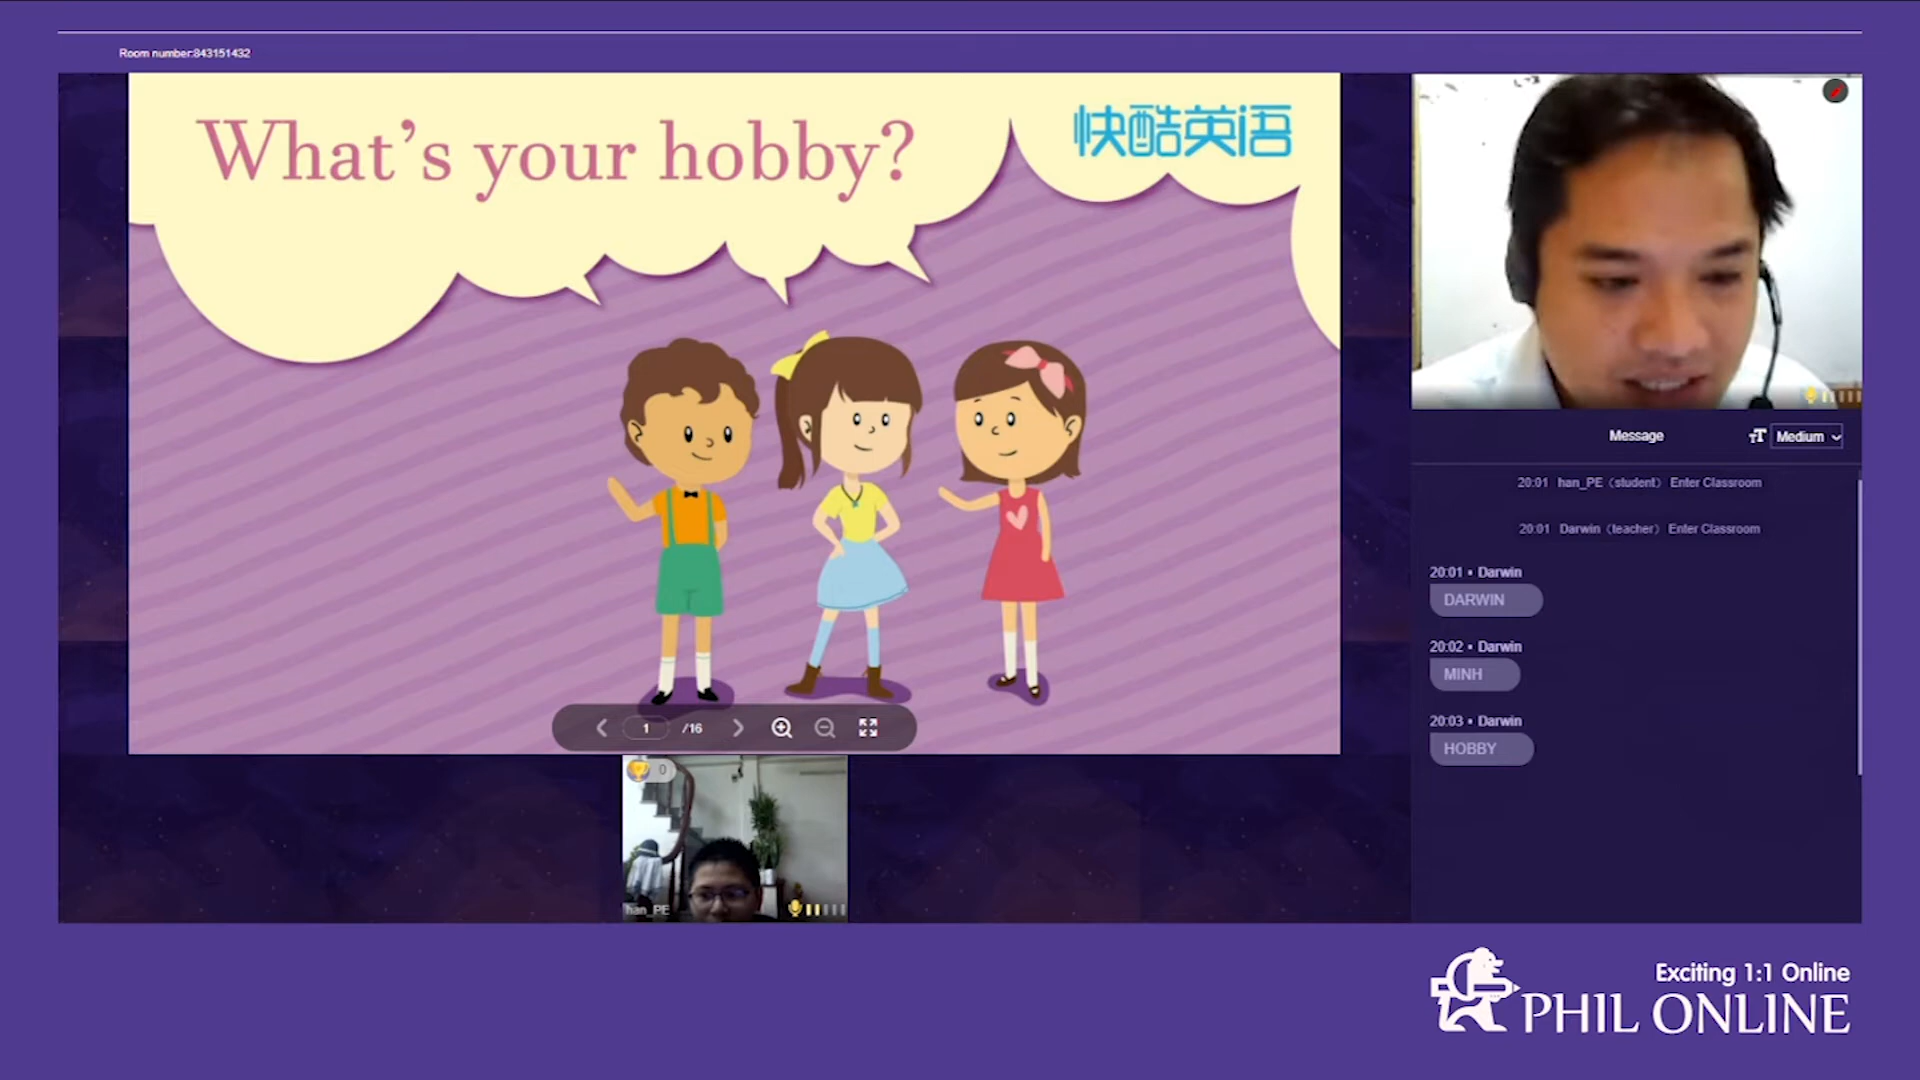 Room number:843151432
What's your hobby?
快酷英语
1 /16
0
han_PE
Message
TT Medium
20:01 han_PE（student） Enter Classroom
20:01 Darwin（teacher） Enter Classroom
20:01 • Darwin
DARWIN
20:02 • Darwin
MINH
20:03 • Darwin
HOBBY
Exciting 1:1 Online
PHIL ONLINE